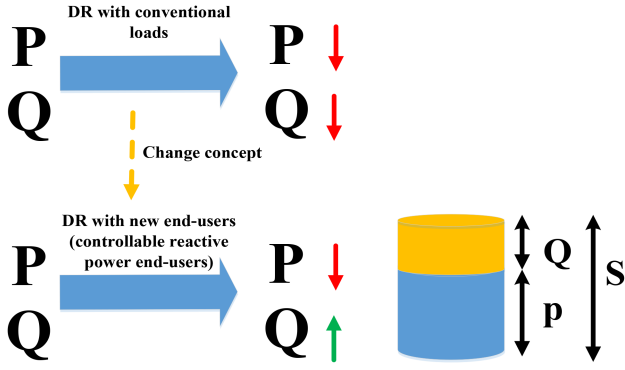 DR with conventional
loads
P
Q
P
Q
Change concept
DR with new end-users
(controllable reactive
power end-users)
P
Q
P
Q
Q
p
S